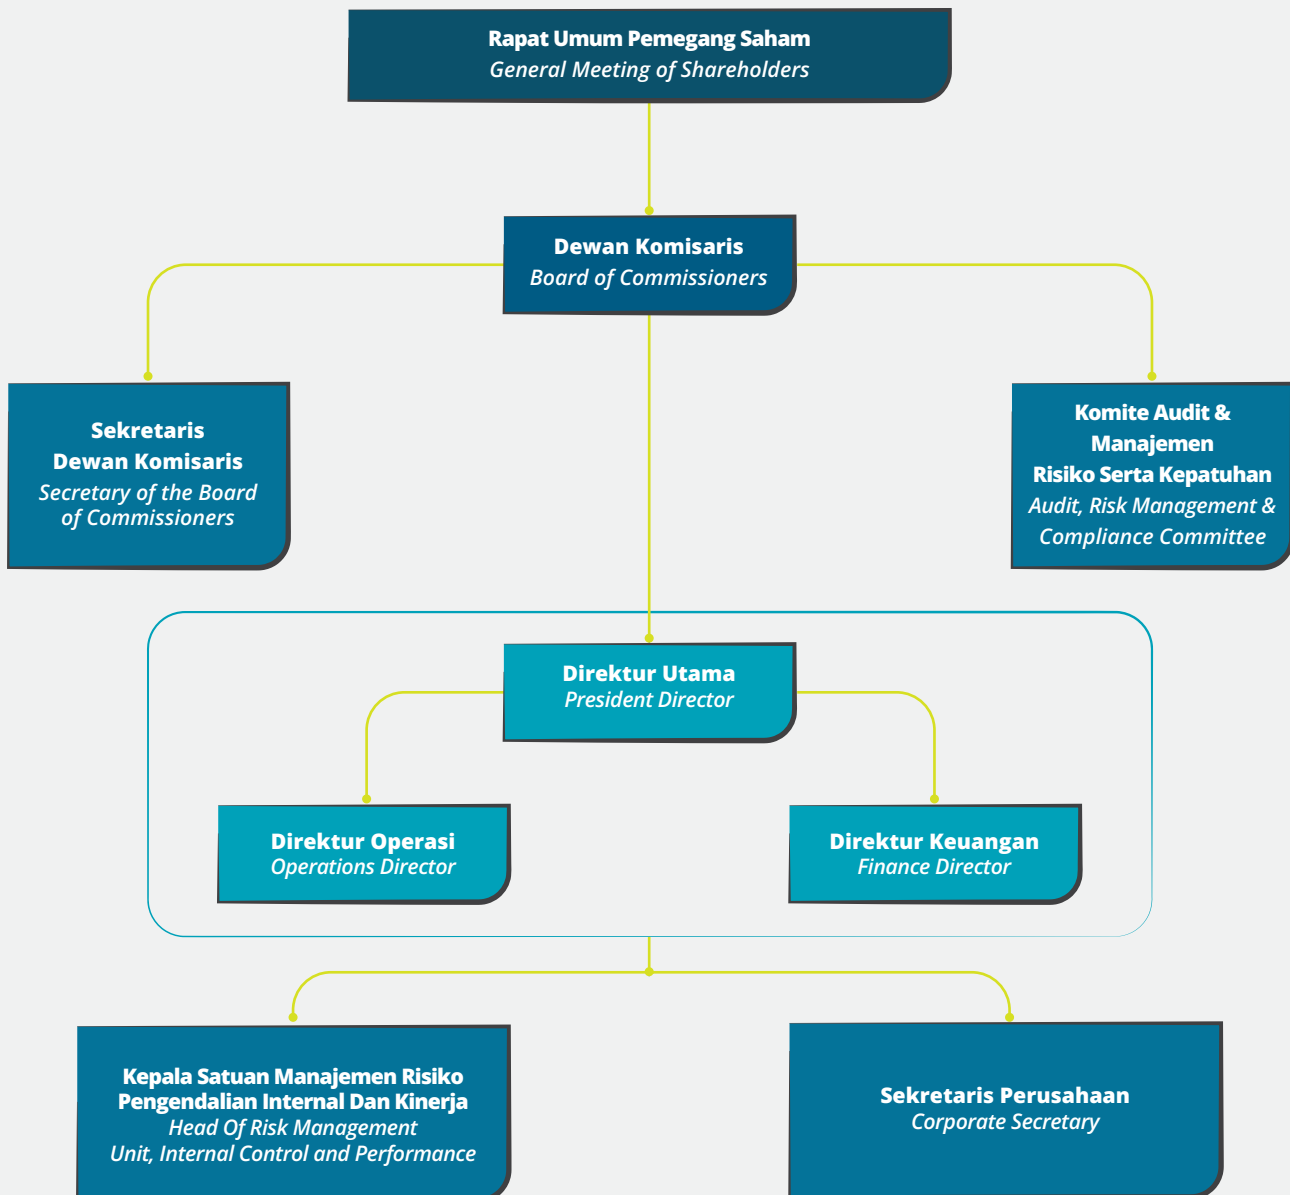 Rapat Umum Pemegang Saham
General Meeting of Shareholders
Dewan Komisaris
Board of Commissioners
Sekretaris
Dewan Komisaris
Secretary of the Board
of Commissioners
Komite Audit &
Manajemen
Risiko Serta Kepatuhan
Audit, Risk Management &
Compliance Committee
Direktur Utama
President Director
Direktur Operasi
Operations Director
Direktur Keuangan
Finance Director
Kepala Satuan Manajemen Risiko
Pengendalian Internal Dan Kinerja
Head Of Risk Management
Unit, Internal Control and Performance
Sekretaris Perusahaan
Corporate Secretary